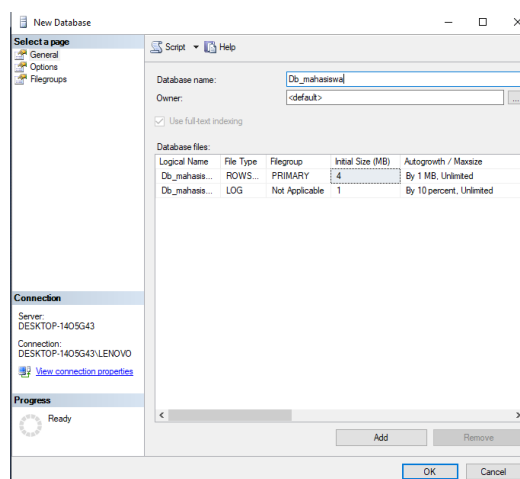 New Database
Select a page
General
Options
Filegroups
Script Help
Database name: Db_mahasiswa
Owner: <default> ...
Use full-text indexing
Database files:
Logical Name File Type Filegroup Initial Size (MB) Autogrowth / Maxsize
Db_mahasis... ROWS... PRIMARY 4 By 1 MB, Unlimited
Db_mahasis... LOG Not Applicable 1 By 10 percent, Unlimited
Connection
Server:
DESKTOP-14O5G43
Connection:
DESKTOP-14O5G43\LENOVO
View connection properties
Progress
Ready
Add Remove
OK Cancel